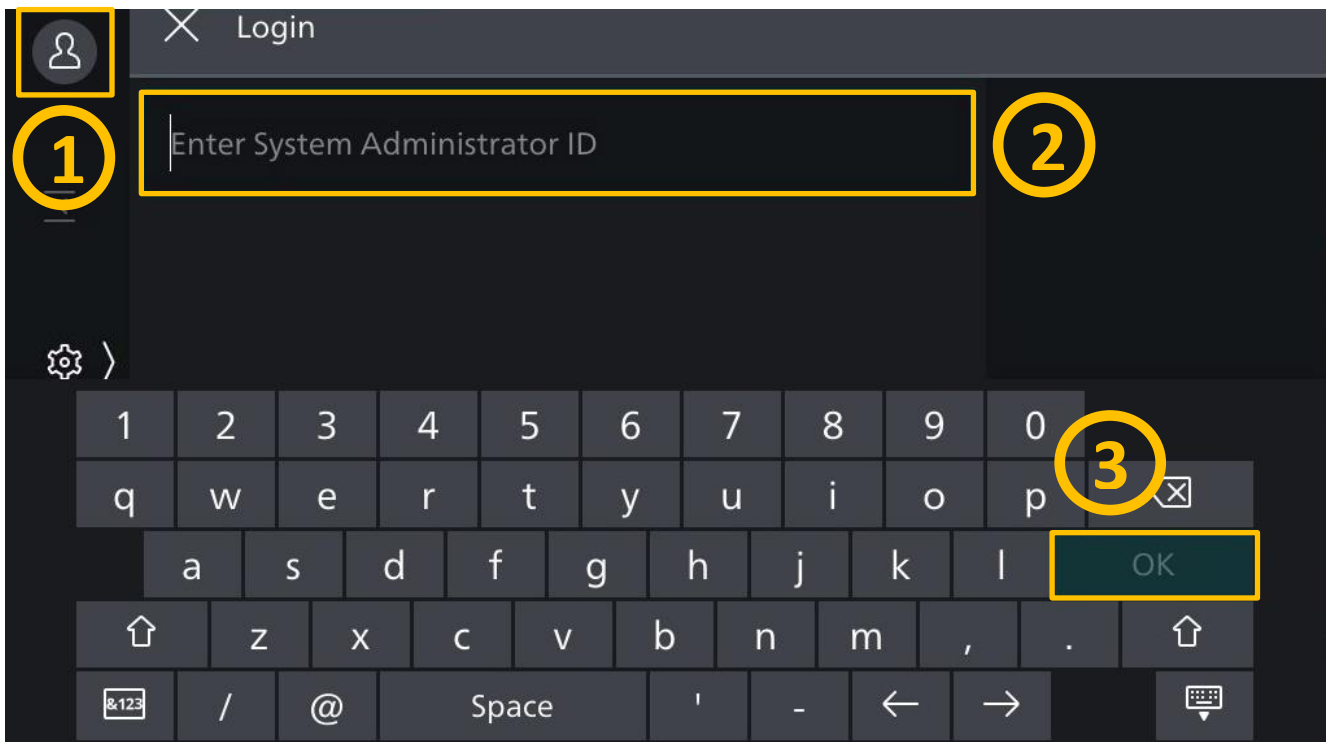 Login
1
Enter System Administrator ID
2
1 2 3 4 5 6 7 8 9 0
3
q w e r t y u i o p
a s d f g h j k l OK
z x c v b n m , .
&123 / @ Space ' -